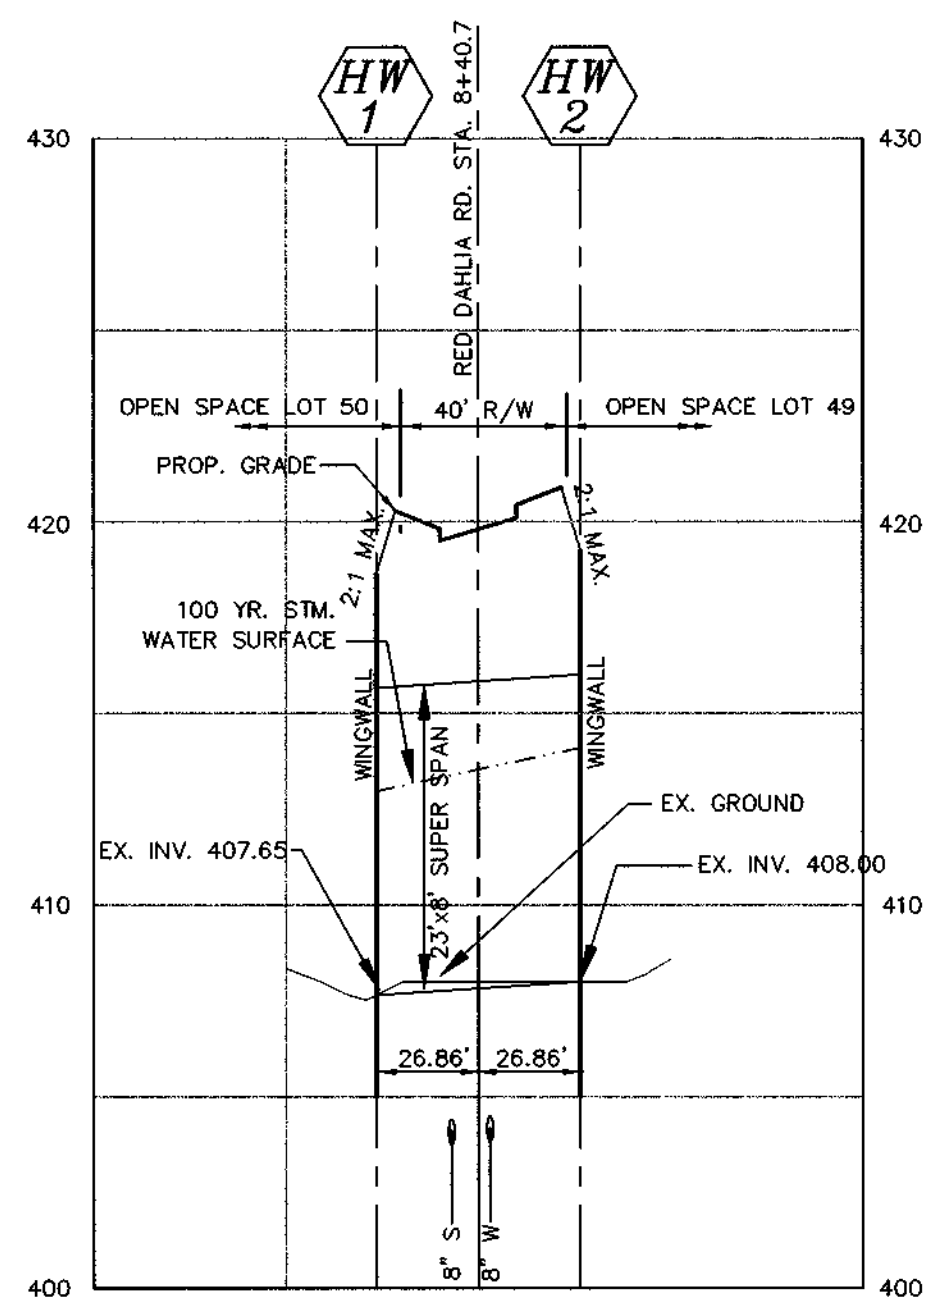 HW
1
HW
2
RED DAHLIA RD. STA. 8+40.7
430
430
OPEN SPACE LOT 50
40' R/W
OPEN SPACE LOT 49
PROP. GRADE
2:1 MAX.
2:1 MAX.
420
420
100 YR. STM.
WATER SURFACE
WINGWALL
WINGWALL
23'x8' SUPER SPAN
EX. GROUND
EX. INV. 407.65
EX. INV. 408.00
410
410
26.86'
26.86'
8" S
8" W
400
400